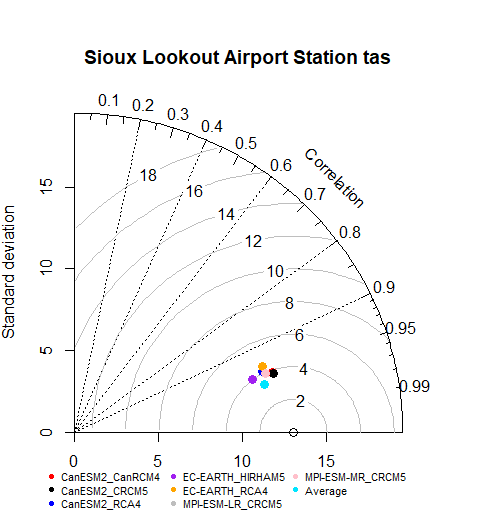 Sioux Lookout Airport Station tas
0.1
0.2
0.3
0.4
0.5
0.6
0.7
0.8
0.9
0.95
0.99
Correlation
18
16
14
12
10
8
6
4
2
Standard deviation
15
10
5
0
0
5
10
15
CanESM2_CanRCM4
CanESM2_CRCM5
CanESM2_RCA4
EC-EARTH_HIRHAM5
EC-EARTH_RCA4
MPI-ESM-LR_CRCM5
MPI-ESM-MR_CRCM5
Average